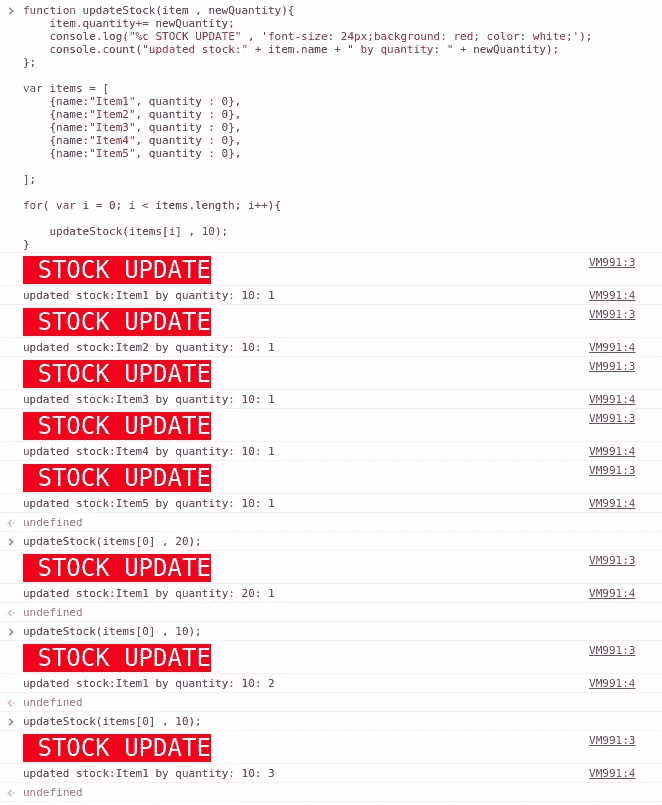 > function updateStock(item , newQuantity){
    item.quantity+= newQuantity;
    console.log("%c STOCK UPDATE" , 'font-size: 24px;background: red; color: white;');
    console.count("updated stock:" + item.name + " by quantity: " + newQuantity);
};
var items = [
    {name:"Item1", quantity : 0},
    {name:"Item2", quantity : 0},
    {name:"Item3", quantity : 0},
    {name:"Item4", quantity : 0},
    {name:"Item5", quantity : 0},
];
for( var i = 0; i < items.length; i++){
    updateStock(items[i] , 10);
}
STOCK UPDATE VM991:3
updated stock:Item1 by quantity: 10: 1 VM991:4
STOCK UPDATE VM991:3
updated stock:Item2 by quantity: 10: 1 VM991:4
STOCK UPDATE VM991:3
updated stock:Item3 by quantity: 10: 1 VM991:4
STOCK UPDATE VM991:3
updated stock:Item4 by quantity: 10: 1 VM991:4
STOCK UPDATE VM991:3
updated stock:Item5 by quantity: 10: 1 VM991:4
undefined
> updateStock(items[0] , 20);
STOCK UPDATE VM991:3
updated stock:Item1 by quantity: 20: 1 VM991:4
undefined
> updateStock(items[0] , 10);
STOCK UPDATE VM991:3
updated stock:Item1 by quantity: 10: 2 VM991:4
undefined
> updateStock(items[0] , 10);
STOCK UPDATE VM991:3
updated stock:Item1 by quantity: 10: 3 VM991:4
undefined